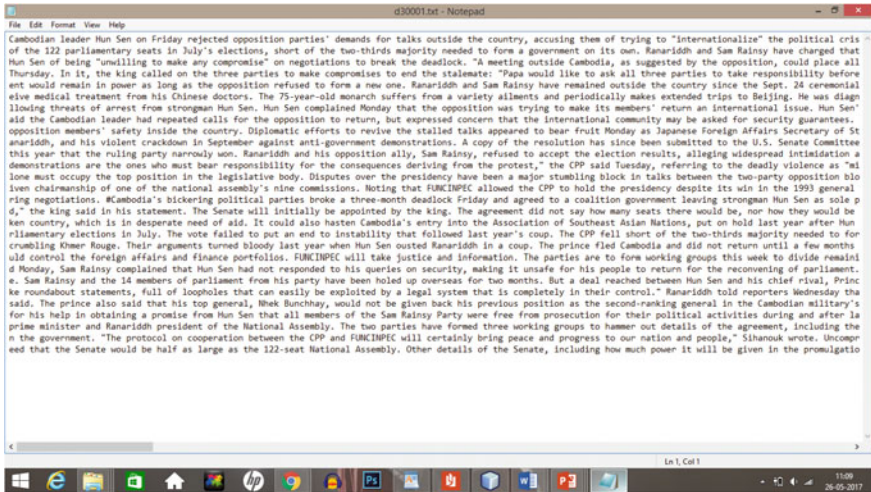 d30001.txt - Notepad
File Edit Format View Help
Cambodian leader Hun Sen on Friday rejected opposition parties' demands for talks outside the country, accusing them of trying to "internationalize" the political cris
of the 122 parliamentary seats in July's elections, short of the two-thirds majority needed to form a government on its own. Ranariddh and Sam Rainsy have charged that
Hun Sen of being "unwilling to make any compromise" on negotiations to break the deadlock. "A meeting outside Cambodia, as suggested by the opposition, could place all
Thursday. In it, the king called on the three parties to make compromises to end the stalemate: "Papa would like to ask all three parties to take responsibility before
ent would remain in power as long as the opposition refused to form a new one. Ranariddh and Sam Rainsy have remained outside the country since the Sept. 24 ceremonial
eive medical treatment from his Chinese doctors. The 75-year-old monarch suffers from a variety ailments and periodically makes extended trips to Beijing. He was diagn
llowing threats of arrest from strongman Hun Sen. Hun Sen complained Monday that the opposition was trying to make its members' return an international issue. Hun Sen'
aid the Cambodian leader had repeated calls for the opposition to return, but expressed concern that the international community may be asked for security guarantees.
opposition members' safety inside the country. Diplomatic efforts to revive the stalled talks appeared to bear fruit Monday as Japanese Foreign Affairs Secretary of St
anariddh, and his violent crackdown in September against anti-government demonstrations. A copy of the resolution has since been submitted to the U.S. Senate Committee
this year that the ruling party narrowly won. Ranariddh and his opposition ally, Sam Rainsy, refused to accept the election results, alleging widespread intimidation a
demonstrations are the ones who must bear responsibility for the consequences deriving from the protest," the CPP said Tuesday, referring to the deadly violence as "mi
lone must occupy the top position in the legislative body. Disputes over the presidency have been a major stumbling block in talks between the two-party opposition blo
iven chairmanship of one of the national assembly's nine commissions. Noting that FUNCINPEC allowed the CPP to hold the presidency despite its win in the 1993 general
ring negotiations. #Cambodia's bickering political parties broke a three-month deadlock Friday and agreed to a coalition government leaving strongman Hun Sen as sole p
d," the king said in his statement. The Senate will initially be appointed by the king. The agreement did not say how many seats there would be, nor how they would be
ken country, which is in desperate need of aid. It could also hasten Cambodia's entry into the Association of Southeast Asian Nations, put on hold last year after Hun
rliamentary elections in July. The vote failed to put an end to instability that followed last year's coup. The CPP fell short of the two-thirds majority needed to for
crumbling Khmer Rouge. Their arguments turned bloody last year when Hun Sen ousted Ranariddh in a coup. The prince fled Cambodia and did not return until a few months
uld control the foreign affairs and finance portfolios. FUNCINPEC will take justice and information. The parties are to form working groups this week to divide remaini
d Monday, Sam Rainsy complained that Hun Sen had not responded to his queries on security, making it unsafe for his people to return for the reconvening of parliament.
e. Sam Rainsy and the 14 members of parliament from his party have been holed up overseas for two months. But a deal reached between Hun Sen and his chief rival, Princ
ke roundabout statements, full of loopholes that can easily be exploited by a legal system that is completely in their control." Ranariddh told reporters Wednesday tha
said. The prince also said that his top general, Nhek Bunchhay, would not be given back his previous position as the second-ranking general in the Cambodian military's
for his help in obtaining a promise from Hun Sen that all members of the Sam Rainsy Party were free from prosecution for their political activities during and after la
prime minister and Ranariddh president of the National Assembly. The two parties have formed three working groups to hammer out details of the agreement, including the
n the government. "The protocol on cooperation between the CPP and FUNCINPEC will certainly bring peace and progress to our nation and people," Sihanouk wrote. Uncompr
eed that the Senate would be half as large as the 122-seat National Assembly. Other details of the Senate, including how much power it will be given in the promulgatio
Ln 1, Col 1
hp
Ps
11:09
26-05-2017